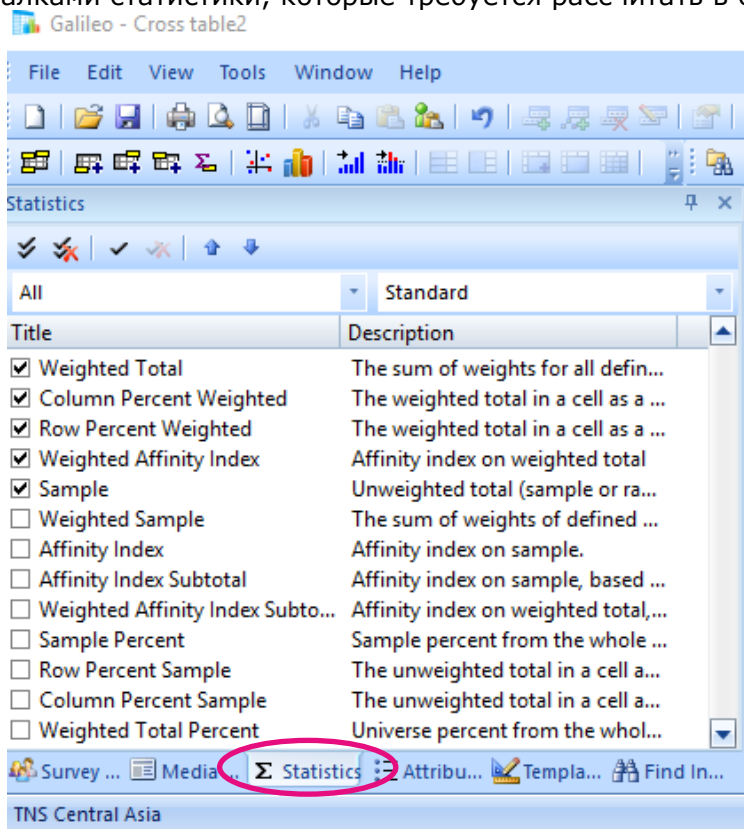 статистики, которые требуется рассчитать в
Galileo - Cross table2
File Edit View Tools Window Help
Statistics
All Standard
Title Description
Weighted Total The sum of weights for all defin...
Column Percent Weighted The weighted total in a cell as a ...
Row Percent Weighted The weighted total in a cell as a ...
Weighted Affinity Index Affinity index on weighted total
Sample Unweighted total (sample or ra...
Weighted Sample The sum of weights of defined ...
Affinity Index Affinity index on sample.
Affinity Index Subtotal Affinity index on sample, based ...
Weighted Affinity Index Subto... Affinity index on weighted total,...
Sample Percent Sample percent from the whole ...
Row Percent Sample The unweighted total in a cell a...
Column Percent Sample The unweighted total in a cell a...
Weighted Total Percent Universe percent from the whol...
Survey ... Media ... Σ Statistics Attribu... Templa... Find In...
TNS Central Asia